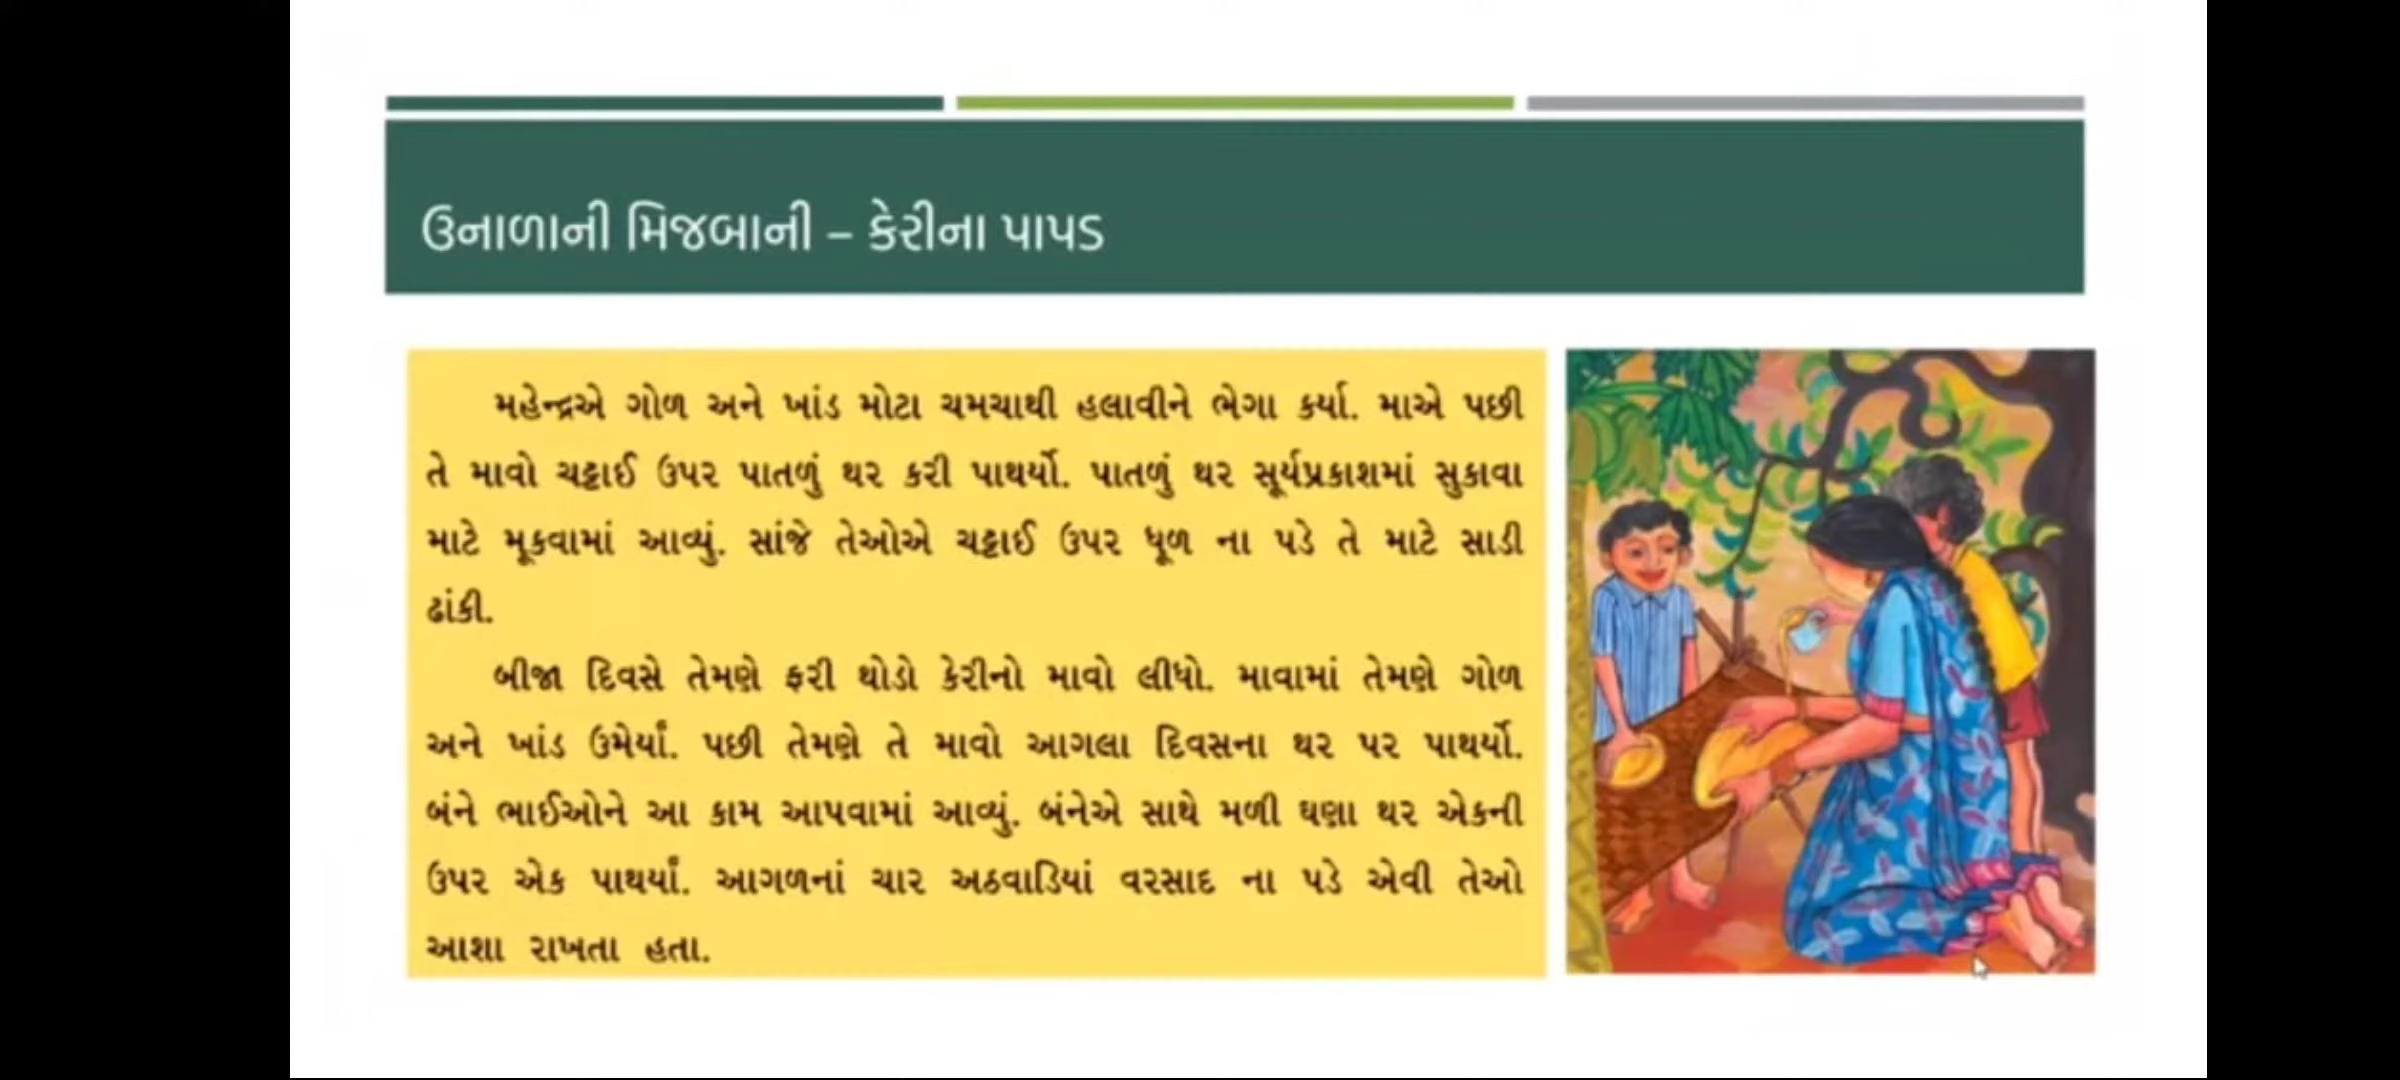 ઉનાળાની મિજબાની – કેરીના પાપડ
મહેન્દ્રએ ગોળ અને ખાંડ મોટા ચમચાથી હલાવીને ભેગા કર્યા. માએ પછી
તે માવો ચટ્ટાઈ ઉપર પાતળું થર કરી પાથર્યો. પાતળું થર સૂર્યપ્રકાશમાં સુકાવા
માટે મૂકવામાં આવ્યું. સાંજે તેઓએ ચટ્ટાઈ ઉપર ધૂળ ના પડે તે માટે સાડી
ઢાંકી.
બીજા દિવસે તેમણે ફરી થોડો કેરીનો માવો લીધો. માવામાં તેમણે ગોળ
અને ખાંડ ઉમેર્યાં. પછી તેમણે તે માવો આગલા દિવસના થર પર પાથર્યો.
બંને ભાઈઓને આ કામ આપવામાં આવ્યું. બંનેએ સાથે મળી ઘણા થર એકની
ઉપર એક પાથર્યાં. આગળનાં ચાર અઠવાડિયાં વરસાદ ના પડે એવી તેઓ
આશા રાખતા હતા.